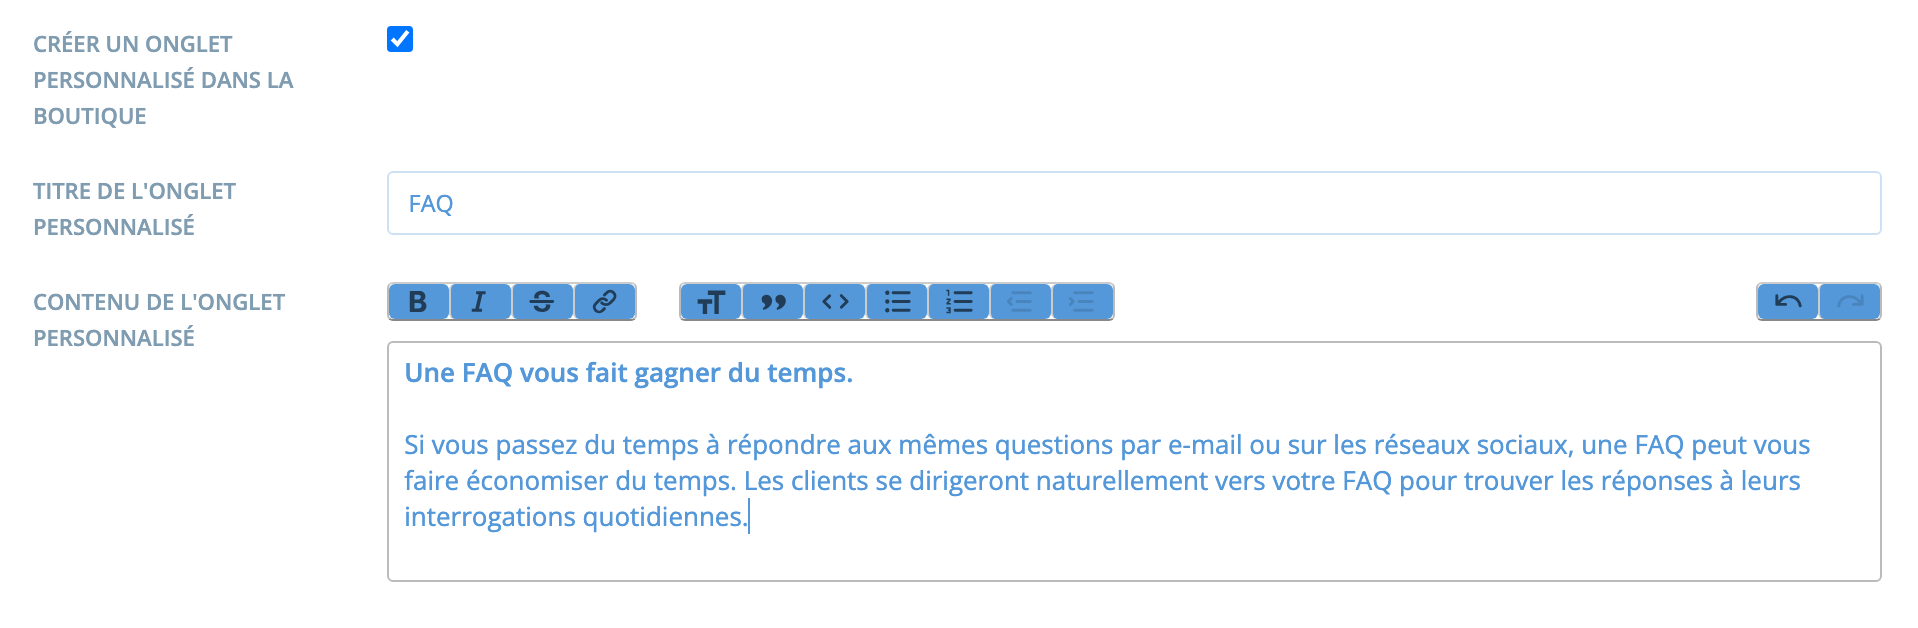 CRÉER UN ONGLET
PERSONNALISÉ DANS LA
BOUTIQUE
TITRE DE L'ONGLET
PERSONNALISÉ
FAQ
CONTENU DE L'ONGLET
PERSONNALISÉ
Une FAQ vous fait gagner du temps.
Si vous passez du temps à répondre aux mêmes questions par e-mail ou sur les réseaux sociaux, une FAQ peut vous
faire économiser du temps. Les clients se dirigeront naturellement vers votre FAQ pour trouver les réponses à leurs
interrogations quotidiennes.